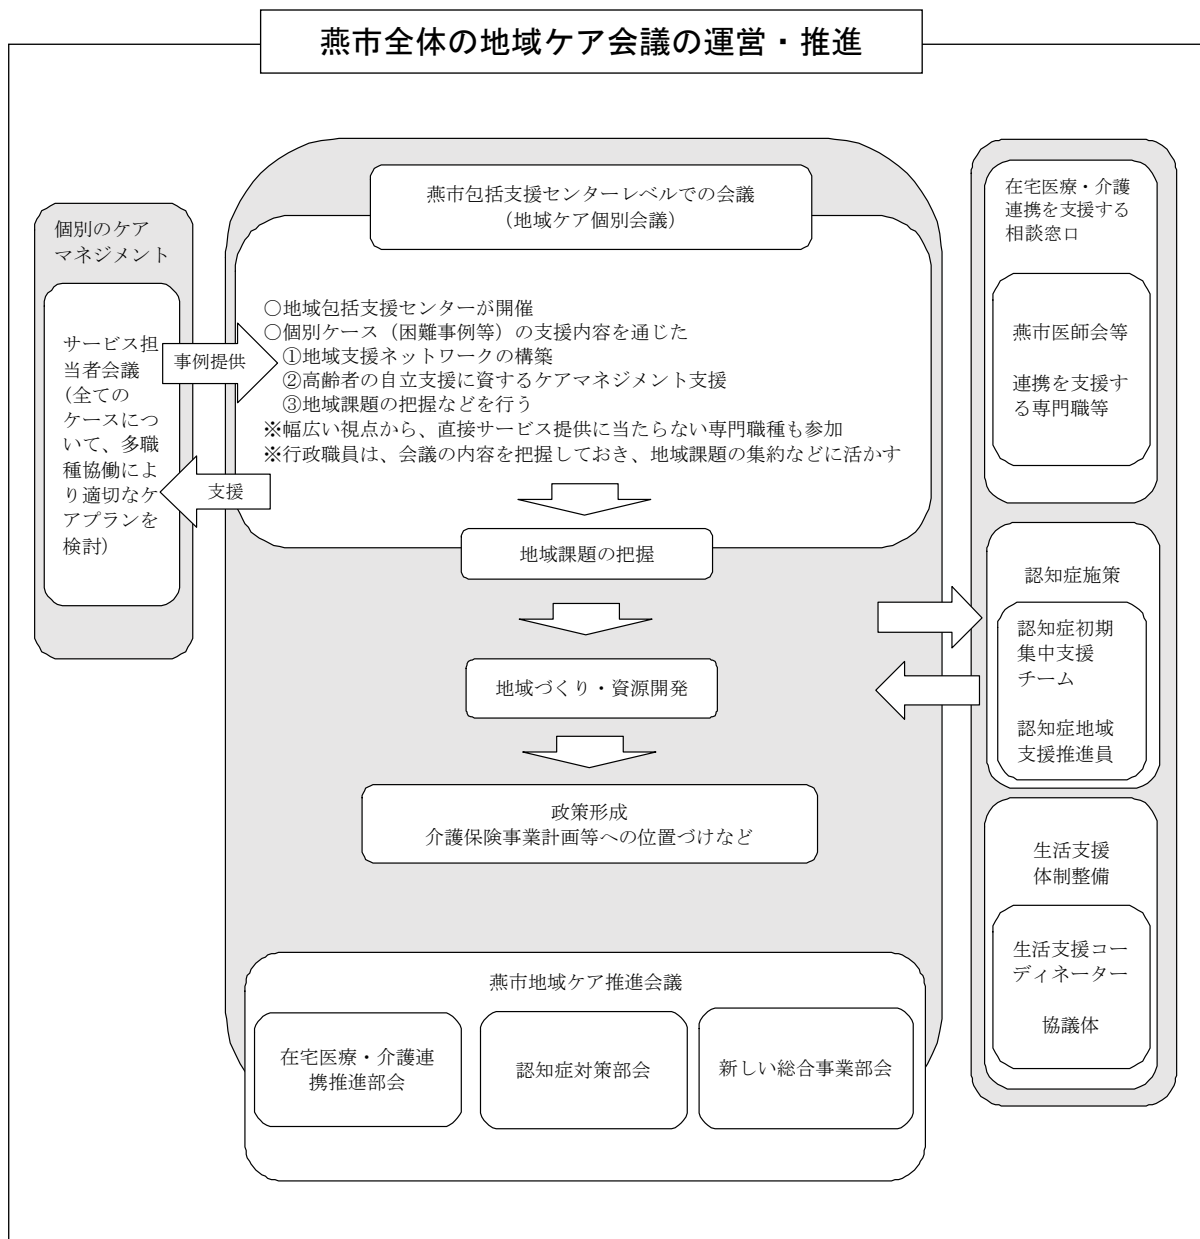 燕市全体の地域ケア会議の運営・推進
個別のケア
マネジメント
サービス担
当者会議
(全ての
ケースにつ
いて、多職
種協働によ
り適切なケ
アプランを
検討)
事例提供
支援
燕市包括支援センターレベルでの会議
（地域ケア個別会議）
○地域包括支援センターが開催
○個別ケース（困難事例等）の支援内容を通じた
①地域支援ネットワークの構築
②高齢者の自立支援に資するケアマネジメント支援
③地域課題の把握などを行う
※幅広い視点から、直接サービス提供に当たらない専門職種も参加
※行政職員は、会議の内容を把握しておき、地域課題の集約などに活かす
地域課題の把握
地域づくり・資源開発
政策形成
介護保険事業計画等への位置づけなど
燕市地域ケア推進会議
在宅医療・介護連
携推進部会
認知症対策部会
新しい総合事業部会
在宅医療・介護
連携を支援する
相談窓口
燕市医師会等
連携を支援す
る専門職等
認知症施策
認知症初期
集中支援
チーム
認知症地域
支援推進員
生活支援
体制整備
生活支援コー
ディネーター
協議体